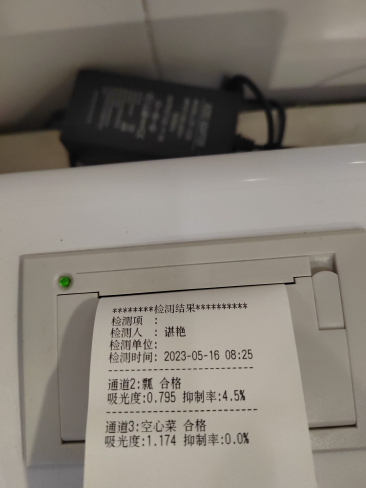 ********检测结果**********
检测项 :
检测人 : 谌艳
检测单位:
检测时间: 2023-05-16 08:25
通道2:瓢 合格
吸光度:0.795 抑制率:4.5%
通道3:空心菜 合格
吸光度:1.174 抑制率:0.0%